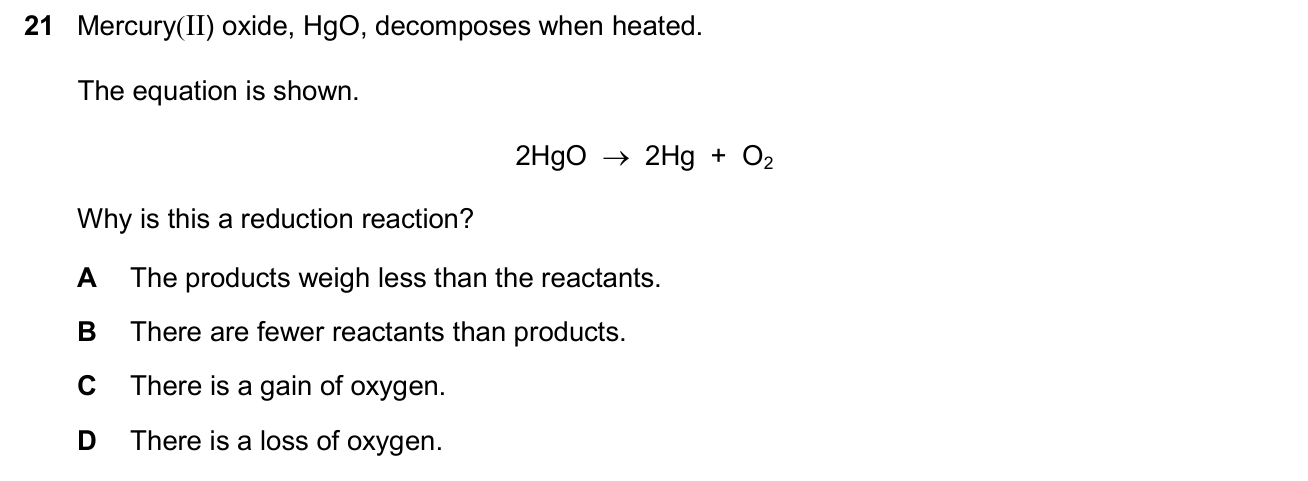 21 Mercury(II) oxide, HgO, decomposes when heated.
The equation is shown.
2HgO → 2Hg + O₂
Why is this a reduction reaction?
A The products weigh less than the reactants.
B There are fewer reactants than products.
C There is a gain of oxygen.
D There is a loss of oxygen.